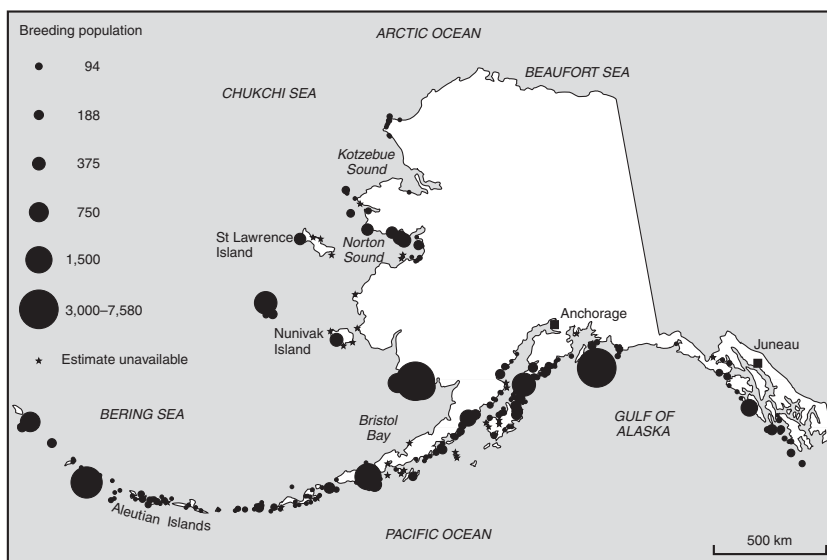 Breeding population
94
188
375
750
1,500
3,000–7,580
Estimate unavailable
ARCTIC OCEAN
BEAUFORT SEA
CHUKCHI SEA
Kotzebue
Sound
St Lawrence
Island
Norton
Sound
Nunivak
Island
Anchorage
Juneau
BERING SEA
Bristol
Bay
GULF OF
ALASKA
Aleutian Islands
PACIFIC OCEAN
500 km